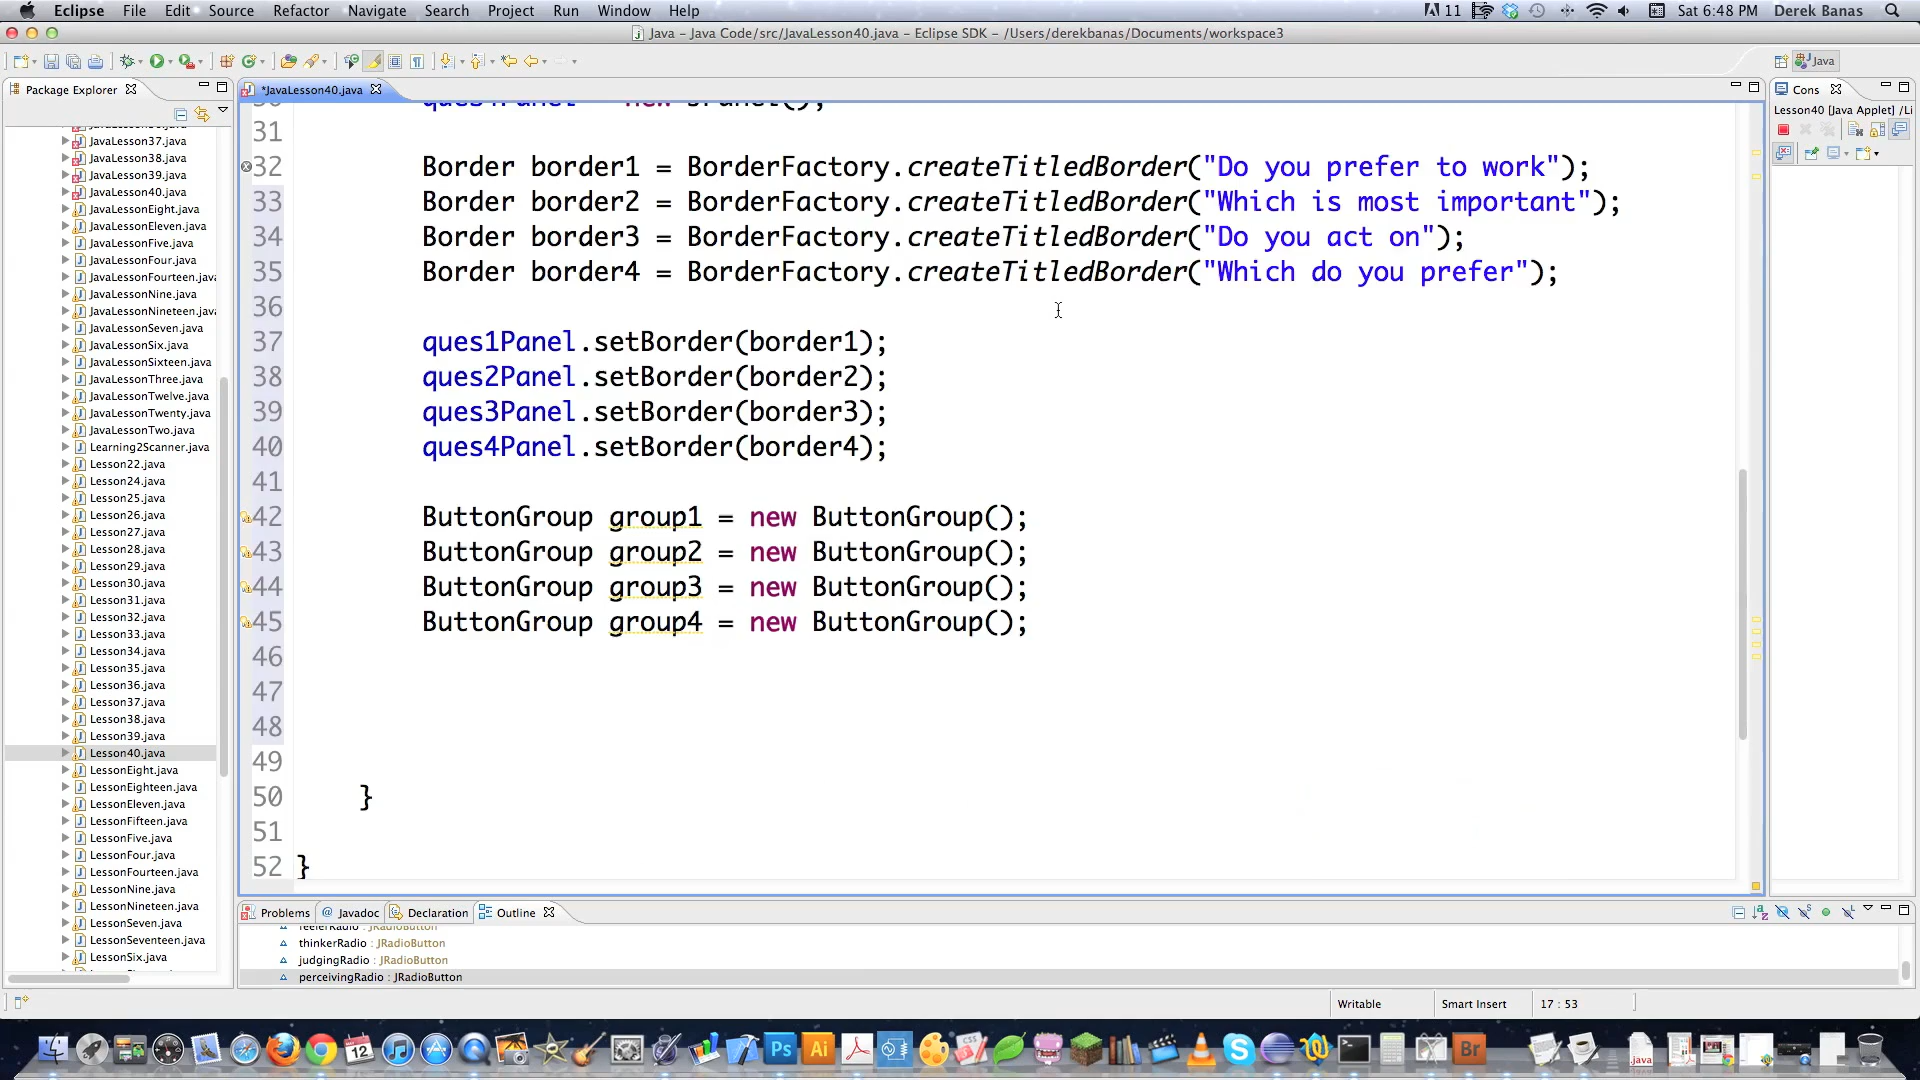 Eclipse File Edit Source Refactor Navigate Search Project Run Window Help 11 Sat 6:48 PM Derek Banas
Java – Java Code/src/JavaLesson40.java – Eclipse SDK – /Users/derekbanas/Documents/workspace3
Java
Package Explorer
*JavaLesson40.java
Cons
Lesson40 [Java Applet] /Li
JavaLesson37.java
JavaLesson38.java
JavaLesson39.java
JavaLesson40.java
JavaLessonEight.java
JavaLessonEleven.java
JavaLessonFive.java
JavaLessonFour.java
JavaLessonFourteen.java
JavaLessonNine.java
JavaLessonNineteen.java
JavaLessonSeven.java
JavaLessonSix.java
JavaLessonSixteen.java
JavaLessonThree.java
JavaLessonTwelve.java
JavaLessonTwenty.java
JavaLessonTwo.java
Learning2Scanner.java
Lesson22.java
Lesson24.java
Lesson25.java
Lesson26.java
Lesson27.java
Lesson28.java
Lesson29.java
Lesson30.java
Lesson31.java
Lesson32.java
Lesson33.java
Lesson34.java
Lesson35.java
Lesson36.java
Lesson37.java
Lesson38.java
Lesson39.java
Lesson40.java
LessonEight.java
LessonEighteen.java
LessonEleven.java
LessonFifteen.java
LessonFive.java
LessonFour.java
LessonFourteen.java
LessonNine.java
LessonNineteen.java
LessonSeven.java
LessonSeventeen.java
LessonSix.java
31
32 Border border1 = BorderFactory.createTitledBorder("Do you prefer to work");
33 Border border2 = BorderFactory.createTitledBorder("Which is most important");
34 Border border3 = BorderFactory.createTitledBorder("Do you act on");
35 Border border4 = BorderFactory.createTitledBorder("Which do you prefer");
36
37 ques1Panel.setBorder(border1);
38 ques2Panel.setBorder(border2);
39 ques3Panel.setBorder(border3);
40 ques4Panel.setBorder(border4);
41
42 ButtonGroup group1 = new ButtonGroup();
43 ButtonGroup group2 = new ButtonGroup();
44 ButtonGroup group3 = new ButtonGroup();
45 ButtonGroup group4 = new ButtonGroup();
46
47
48
49
50 }
51
52 }
Problems @ Javadoc Declaration Outline
feelerRadio : JRadioButton
thinkerRadio : JRadioButton
judgingRadio : JRadioButton
perceivingRadio : JRadioButton
Writable Smart Insert 17 : 53
12 Ps Ai Br .java